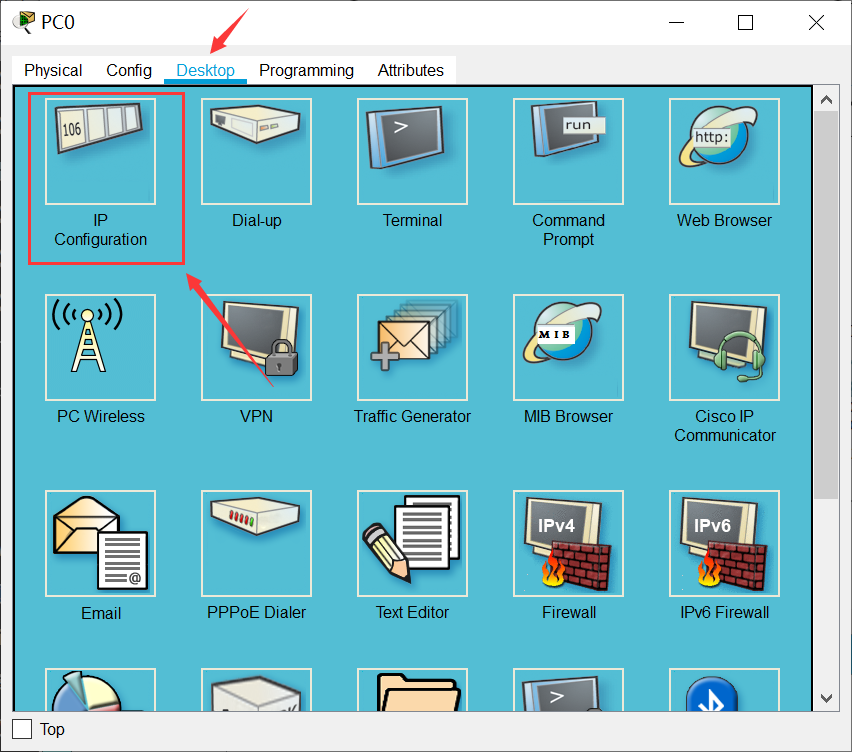 PC0
Physical Config Desktop Programming Attributes
106
run
http:
IP
Configuration
Dial-up
Terminal
Command
Prompt
Web Browser
MIB
PC Wireless
VPN
Traffic Generator
MIB Browser
Cisco IP
Communicator
@
IPv4
IPv6
Email
PPPoE Dialer
Text Editor
Firewall
IPv6 Firewall
Top